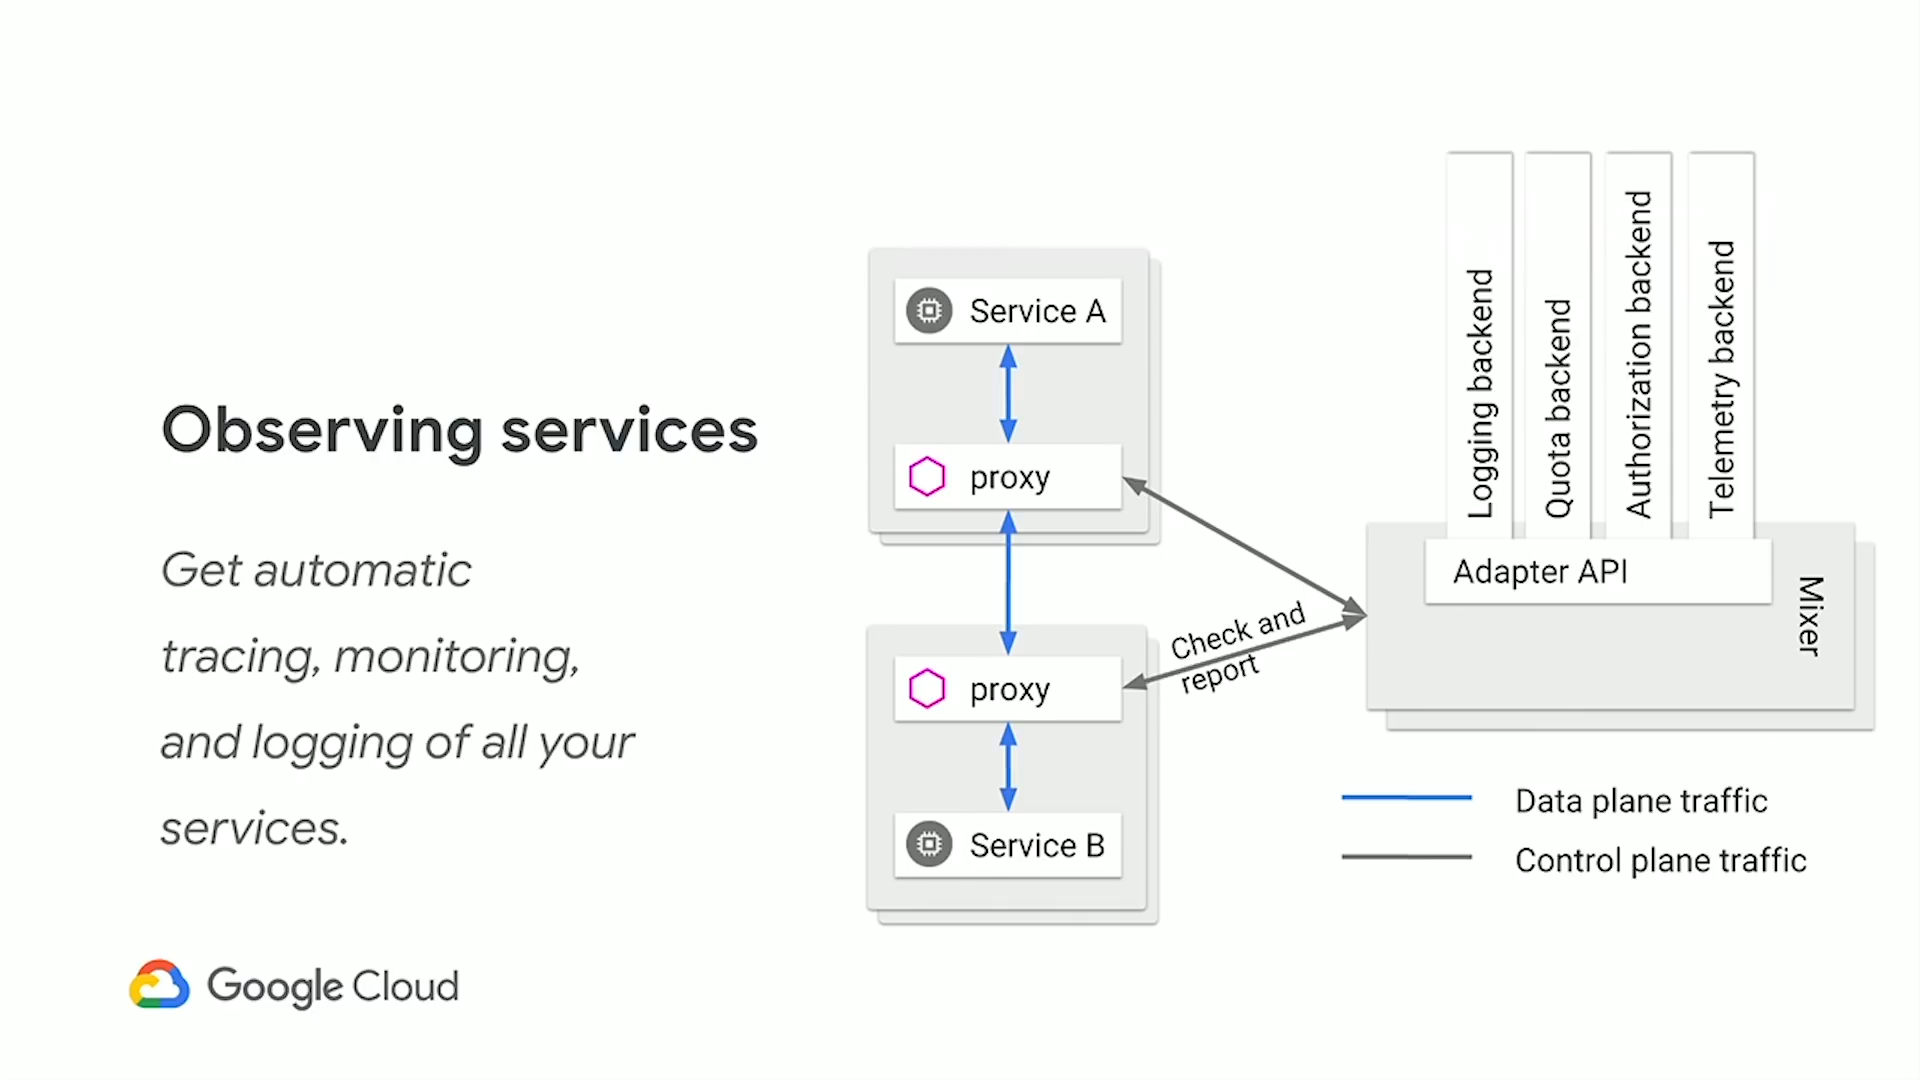 Observing services
Get automatic
tracing, monitoring,
and logging of all your
services.
Google Cloud
Service A
proxy
proxy
Service B
Check and
report
Logging backend
Quota backend
Authorization backend
Telemetry backend
Adapter API
Mixer
Data plane traffic
Control plane traffic